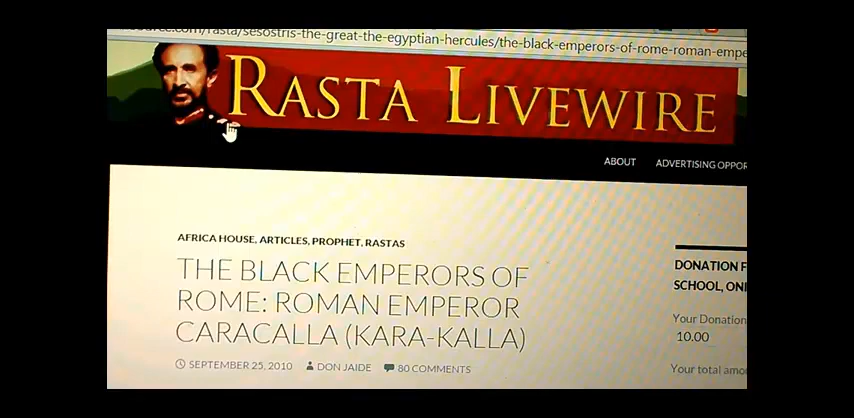 source.com/rasta/sesostris-the-great-the-egyptian-hercules/the-black-emperors-of-rome-roman-empe
RASTA LIVEWIRE
ABOUT ADVERTISING OPPOR
AFRICA HOUSE, ARTICLES, PROPHET, RASTAS
THE BLACK EMPERORS OF
ROME: ROMAN EMPEROR
CARACALLA (KARA-KALLA)
SEPTEMBER 25, 2010 DON JAIDE 80 COMMENTS
DONATION F
SCHOOL, ONI
Your Donation
10.00
Your total amo